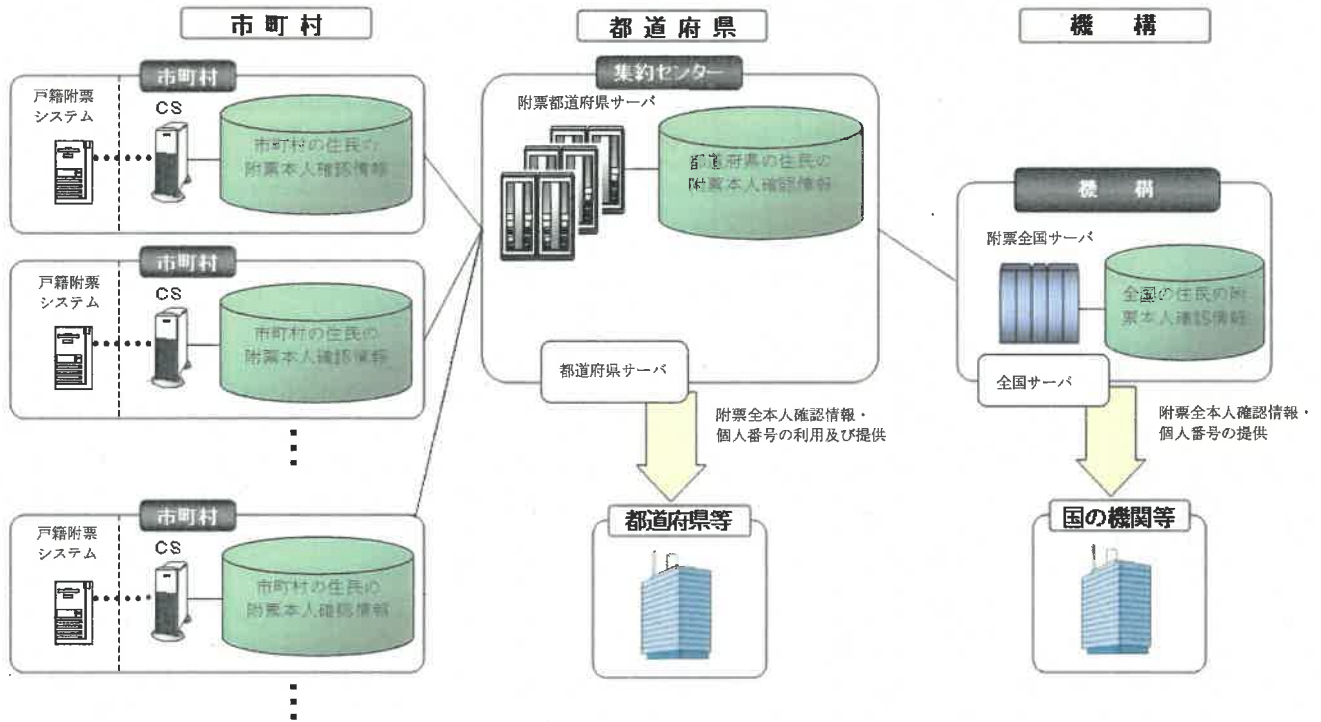 市町村
都道府県
機構
市町村
戸籍附票
システム
CS
市町村の住民の
附票本人確認情報
市町村
戸籍附票
システム
CS
市町村の住民の
附票本人確認情報
市町村
戸籍附票
システム
CS
市町村の住民の
附票本人確認情報
集約センター
附票都道府県サーバ
都道府県の住民の
附票本人確認情報
都道府県サーバ
附票全本人確認情報・
個人番号の利用及び提供
都道府県等
機構
附票全国サーバ
全国の住民の附
票本人確認情報
全国サーバ
附票全本人確認情報・
個人番号の提供
国の機関等